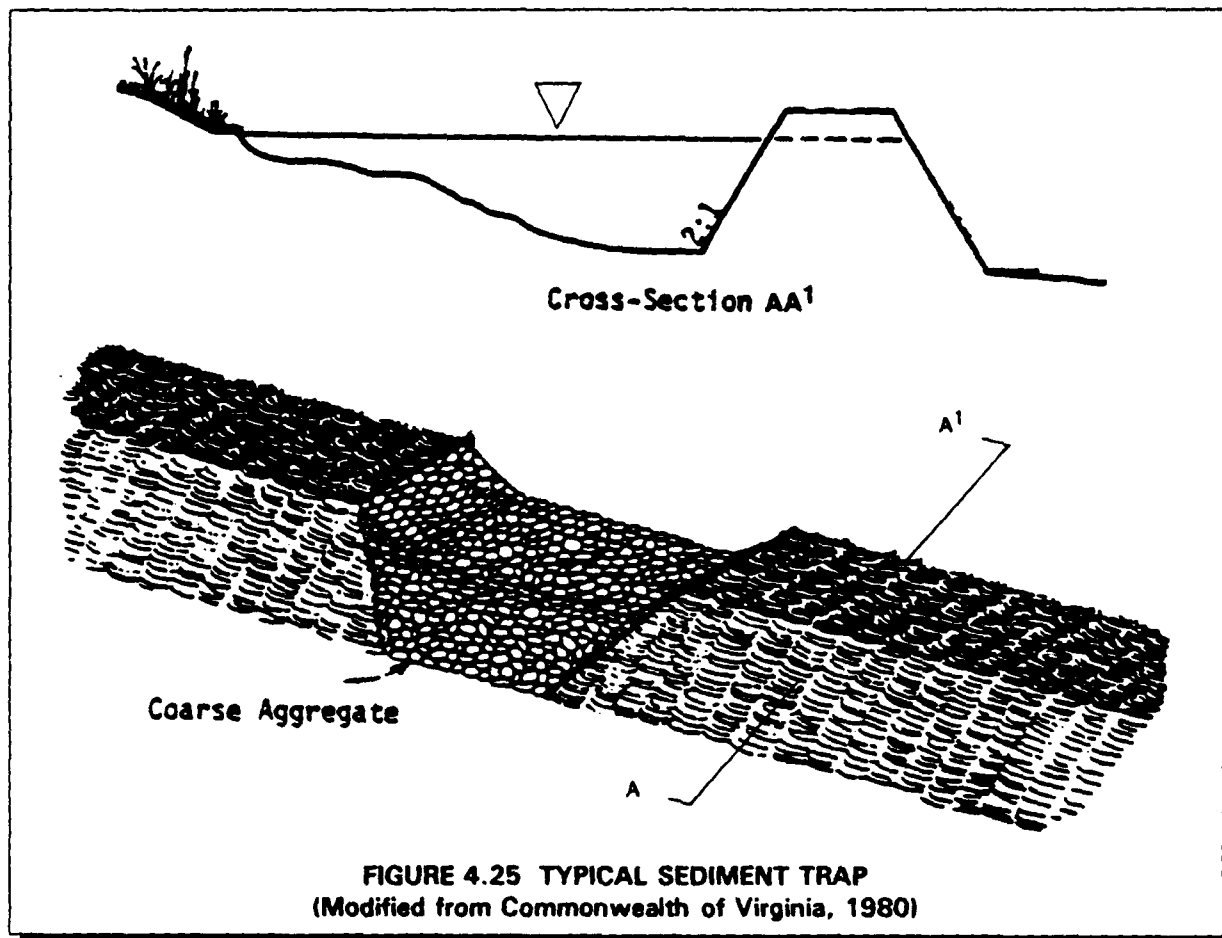 2:1
Cross-Section AA¹
A¹
Coarse Aggregate
A
FIGURE 4.25 TYPICAL SEDIMENT TRAP
(Modified from Commonwealth of Virginia, 1980)